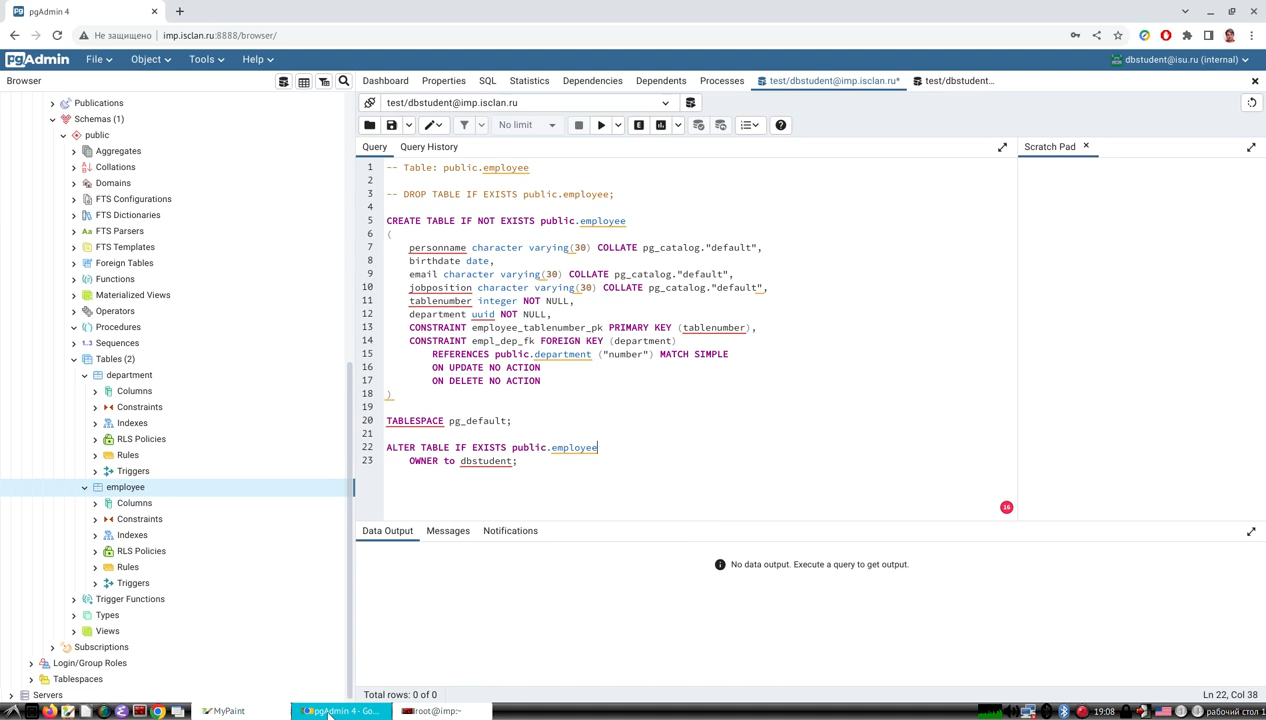 pgAdmin 4
Не защищено imp.isclan.ru:8888/browser/
pgAdmin File Object Tools Help dbstudent@isu.ru (internal)
Browser Dashboard Properties SQL Statistics Dependencies Dependents Processes test/dbstudent@imp.isclan.ru* test/dbstudent...
Publications
Schemas (1)
public
Aggregates
Collations
Domains
FTS Configurations
FTS Dictionaries
Aa FTS Parsers
FTS Templates
Foreign Tables
Functions
Materialized Views
Operators
Procedures
1..3 Sequences
Tables (2)
department
Columns
Constraints
Indexes
RLS Policies
Rules
Triggers
employee
Columns
Constraints
Indexes
RLS Policies
Rules
Triggers
Trigger Functions
Types
Views
Subscriptions
Login/Group Roles
Tablespaces
Servers
test/dbstudent@imp.isclan.ru
No limit
Query Query History
Scratch Pad
1 -- Table: public.employee
2
3 -- DROP TABLE IF EXISTS public.employee;
4
5 CREATE TABLE IF NOT EXISTS public.employee
6 (
7 personname character varying(30) COLLATE pg_catalog."default",
8 birthdate date,
9 email character varying(30) COLLATE pg_catalog."default",
10 jobposition character varying(30) COLLATE pg_catalog."default",
11 tablenumber integer NOT NULL,
12 department uuid NOT NULL,
13 CONSTRAINT employee_tablenumber_pk PRIMARY KEY (tablenumber),
14 CONSTRAINT empl_dep_fk FOREIGN KEY (department)
15 REFERENCES public.department ("number") MATCH SIMPLE
16 ON UPDATE NO ACTION
17 ON DELETE NO ACTION
18 )
19
20 TABLESPACE pg_default;
21
22 ALTER TABLE IF EXISTS public.employee
23 OWNER to dbstudent;
16
Data Output Messages Notifications
No data output. Execute a query to get output.
Total rows: 0 of 0
Ln 22, Col 38
MyPaint pgAdmin 4 - Go... root@imp:~ 19:08 рабочий стол 1